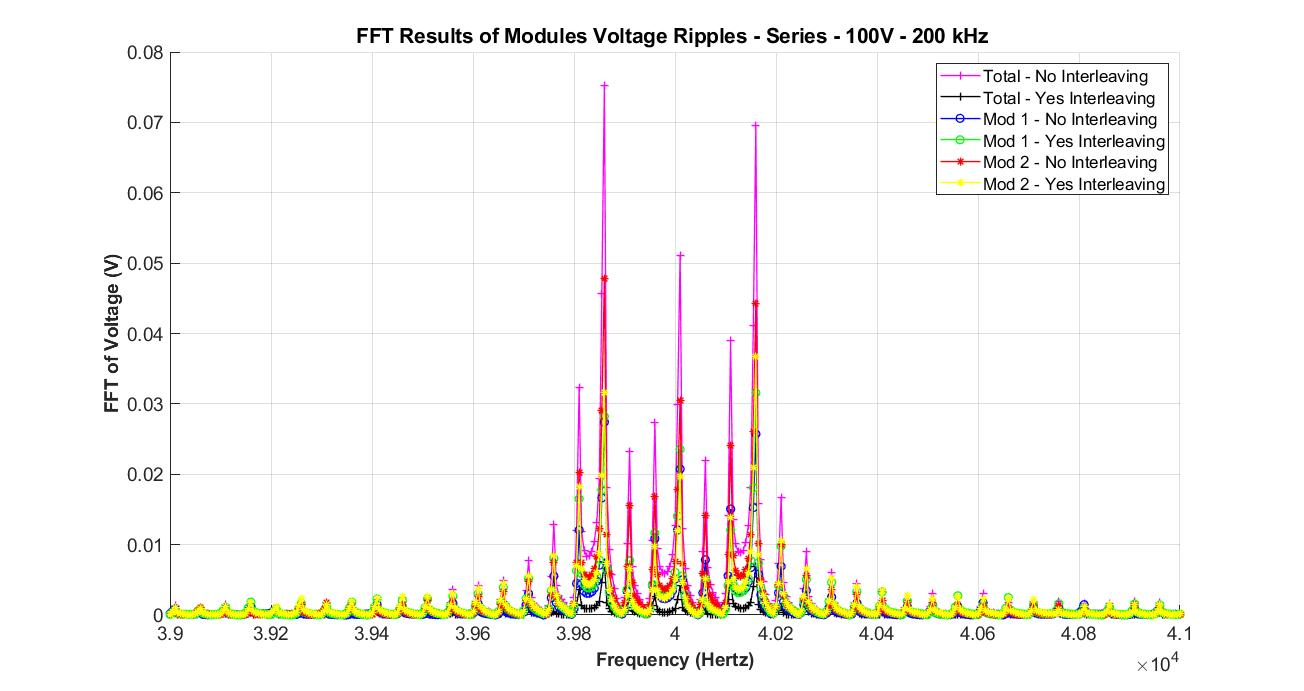 FFT Results of Modules Voltage Ripples - Series - 100V - 200 kHz
FFT of Voltage (V)
0.08
0.07
0.06
0.05
0.04
0.03
0.02
0.01
0
Total - No Interleaving
Total - Yes Interleaving
Mod 1 - No Interleaving
Mod 1 - Yes Interleaving
Mod 2 - No Interleaving
Mod 2 - Yes Interleaving
3.9 3.92 3.94 3.96 3.98 4 4.02 4.04 4.06 4.08 4.1
Frequency (Hertz)
×10⁴